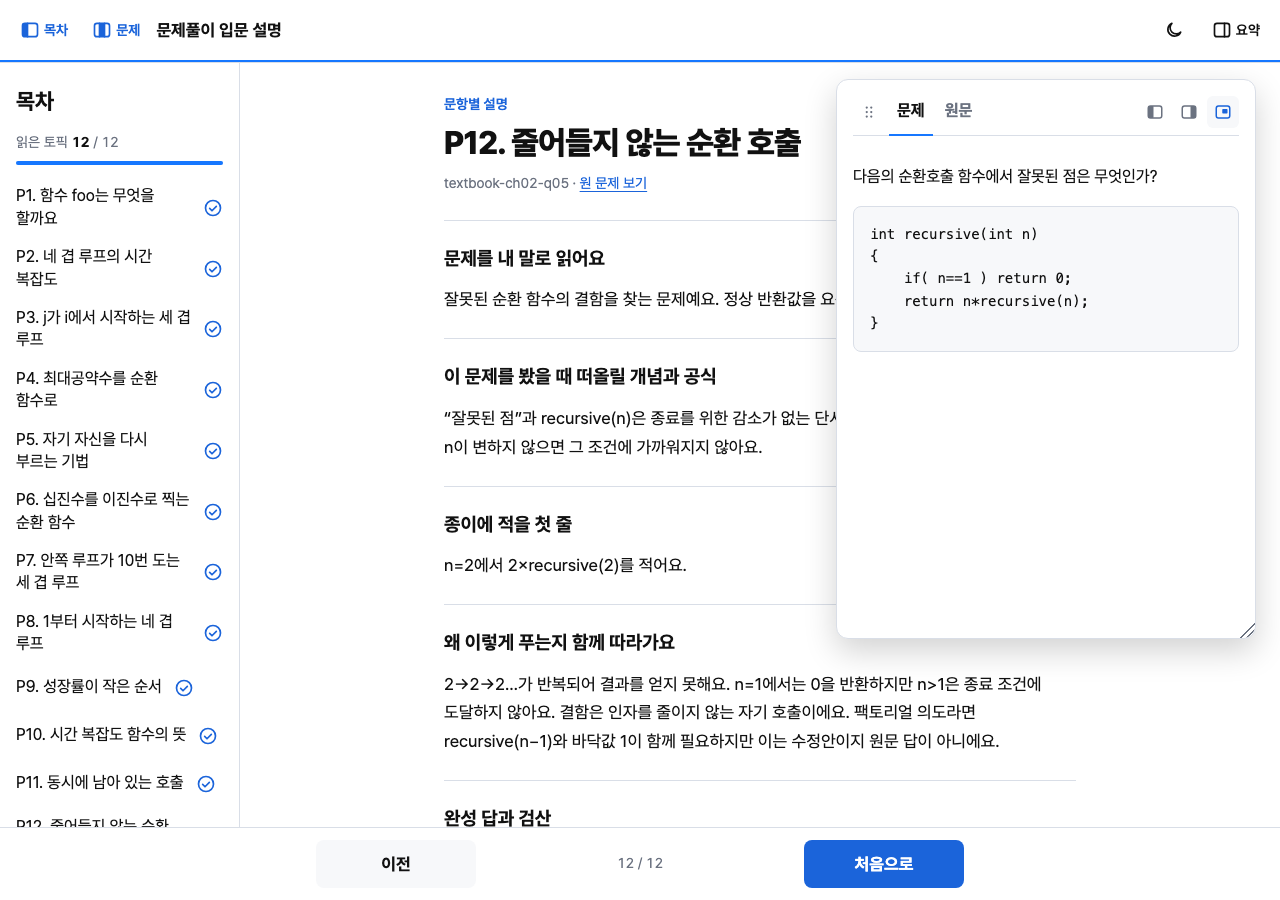 목차
문제
문제풀이 입문 설명
요약
목차
읽은 토픽 12 / 12
P1. 함수 foo는 무엇을
할까요
P2. 네 겹 루프의 시간
복잡도
P3. j가 i에서 시작하는 세 겹
루프
P4. 최대공약수를 순환
함수로
P5. 자기 자신을 다시
부르는 기법
P6. 십진수를 이진수로 찍는
순환 함수
P7. 안쪽 루프가 10번 도는
세 겹 루프
P8. 1부터 시작하는 네 겹
루프
P9. 성장률이 작은 순서
P10. 시간 복잡도 함수의 뜻
P11. 동시에 남아 있는 호출
P12. 줄어들지 않는 순환
문항별 설명
P12. 줄어들지 않는 순환 호출
textbook-ch02-q05 · 원 문제 보기
문제를 내 말로 읽어요
잘못된 순환 함수의 결함을 찾는 문제예요. 정상 반환값을
이 문제를 봤을 때 떠올릴 개념과 공식
“잘못된 점”과 recursive(n)은 종료를 위한 감소가 없는
n이 변하지 않으면 그 조건에 가까워지지 않아요.
종이에 적을 첫 줄
n=2에서 2×recursive(2)를 적어요.
왜 이렇게 푸는지 함께 따라가요
2→2→2…가 반복되어 결과를 얻지 못해요. n=1에서는 0을 반환하지만 n>1은 종료 조건에
도달하지 않아요. 결함은 인자를 줄이지 않는 자기 호출이에요. 팩토리얼 의도라면
recursive(n−1)와 바닥값 1이 함께 필요하지만 이는 수정안이지 원문 답이 아니에요.
완성 답과 검산
문제
원문
다음의 순환호출 함수에서 잘못된 점은 무엇인가?
int recursive(int n)
{
    if( n==1 ) return 0;
    return n*recursive(n);
}
이전
12 / 12
처음으로